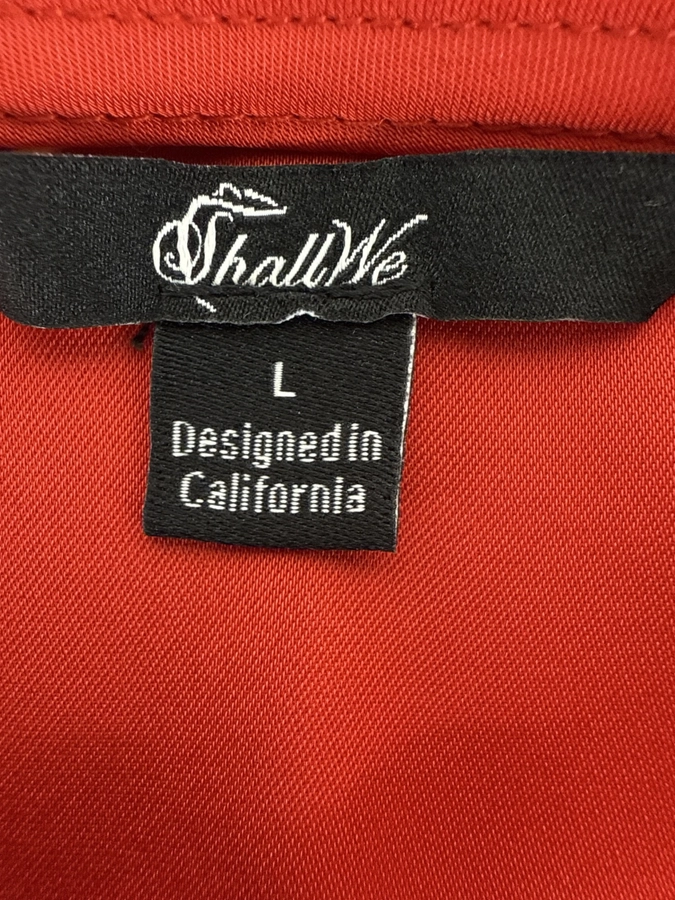 ShallWe
L
Designed in
California